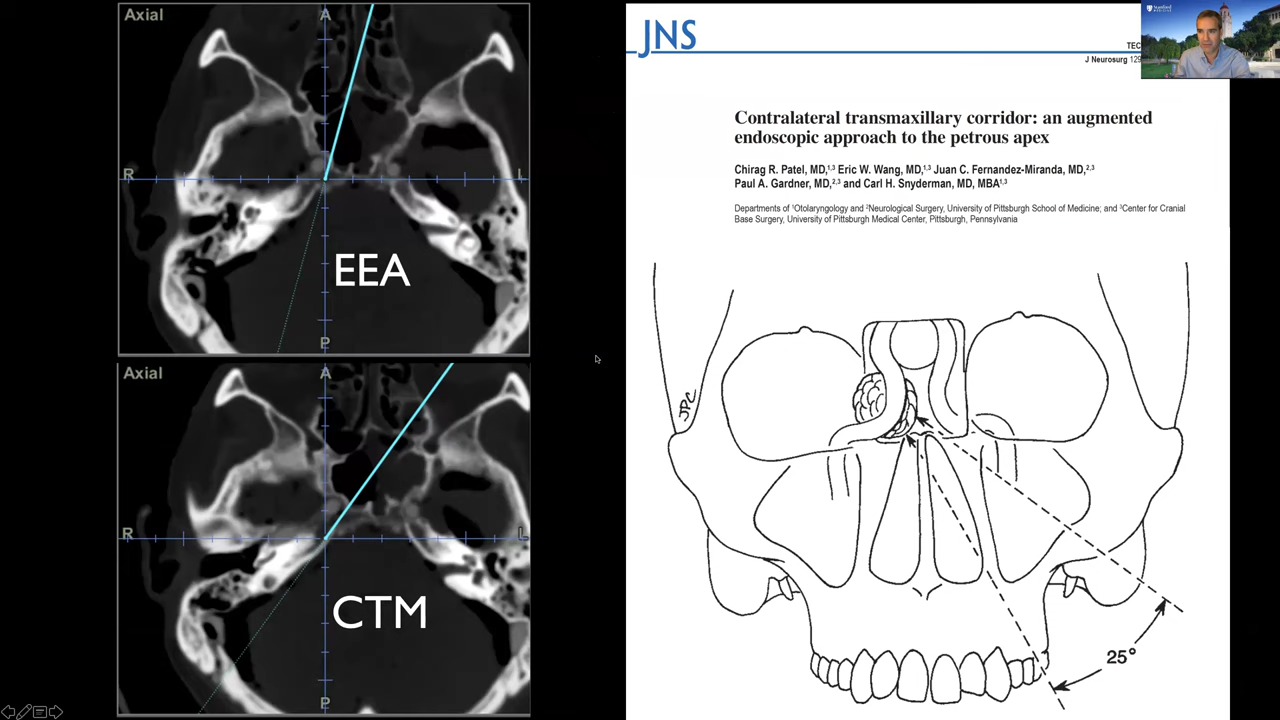 Axial
A
R
L
EEA
P
Axial
A
R
L
CTM
P
JNS
TEC
J Neurosurg 129
Contralateral transmaxillary corridor: an augmented
endoscopic approach to the petrous apex
Chirag R. Patel, MD,1,3 Eric W. Wang, MD,1,3 Juan C. Fernandez-Miranda, MD,2,3
Paul A. Gardner, MD,2,3 and Carl H. Snyderman, MD, MBA1,3
Departments of 1Otolaryngology and 2Neurological Surgery, University of Pittsburgh School of Medicine; and 3Center for Cranial
Base Surgery, University of Pittsburgh Medical Center, Pittsburgh, Pennsylvania
JPC
25°
Stanford
MEDICINE